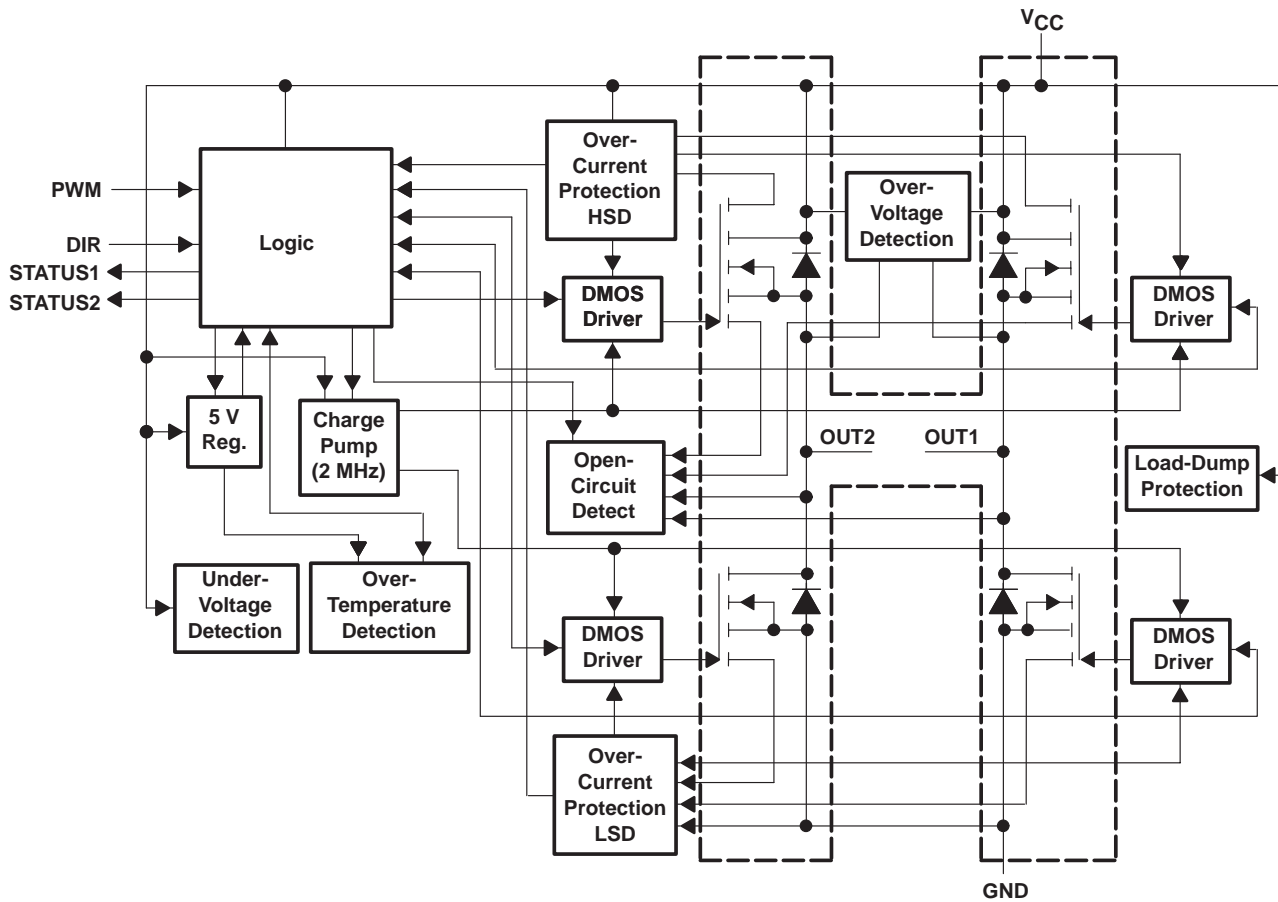 VCC
Over-
Current
Protection
HSD
PWM
DIR
STATUS1
STATUS2
Logic
Over-
Voltage
Detection
DMOS
Driver
DMOS
Driver
5 V
Reg.
Charge
Pump
(2 MHz)
Open-
Circuit
Detect
OUT2
OUT1
Load-Dump
Protection
Under-
Voltage
Detection
Over-
Temperature
Detection
DMOS
Driver
DMOS
Driver
Over-
Current
Protection
LSD
GND